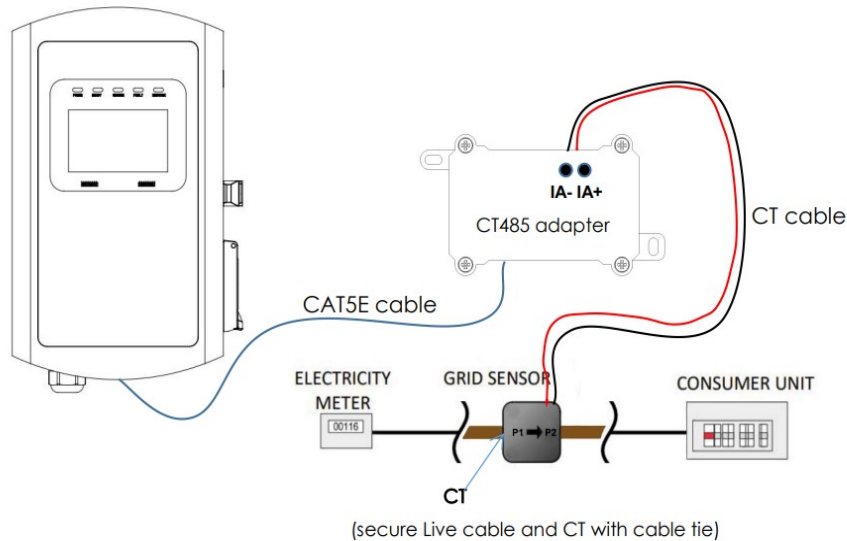 IA- IA+
CT485 adapter
CT cable
CAT5E cable
ELECTRICITY
METER
GRID SENSOR
CONSUMER UNIT
00116
P1 P2
CT
(secure Live cable and CT with cable tie)